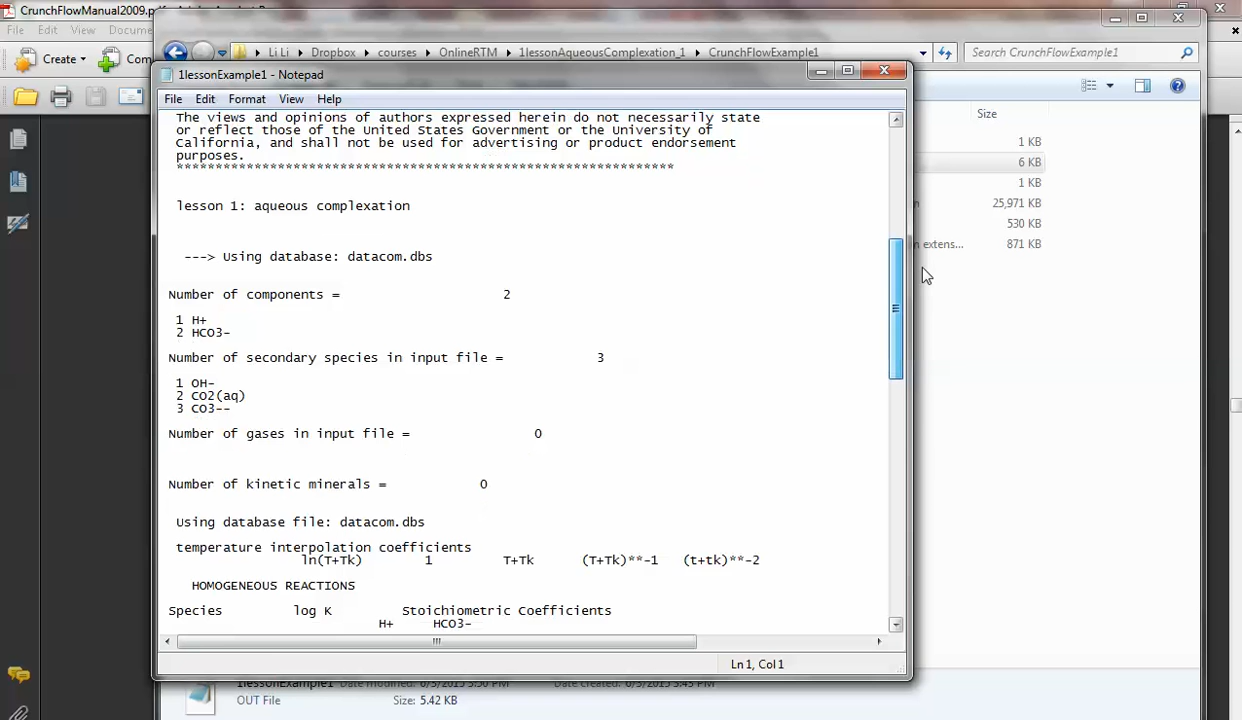 CrunchFlowManual2009.p
File Edit View Docume
Create
Com
Li Li Dropbox courses OnlineRTM 1lessonAqueousComplexation_1 CrunchFlowExample1
Search CrunchFlowExample1
1lessonExample1 - Notepad
File Edit Format View Help
Size
1 KB
6 KB
1 KB
25,971 KB
530 KB
n extens... 871 KB
The views and opinions of authors expressed herein do not necessarily state
or reflect those of the United States Government or the University of
California, and shall not be used for advertising or product endorsement
purposes.
****************************************************************
lesson 1: aqueous complexation
---> Using database: datacom.dbs
Number of components = 2
1 H+
2 HCO3-
Number of secondary species in input file = 3
1 OH-
2 CO2(aq)
3 CO3--
Number of gases in input file = 0
Number of kinetic minerals = 0
Using database file: datacom.dbs
temperature interpolation coefficients
ln(T+Tk) 1 T+Tk (T+Tk)**-1 (t+tk)**-2
HOMOGENEOUS REACTIONS
Species log K Stoichiometric Coefficients
H+ HCO3-
Ln 1, Col 1
1lessonExample1
OUT File Size: 5.42 KB